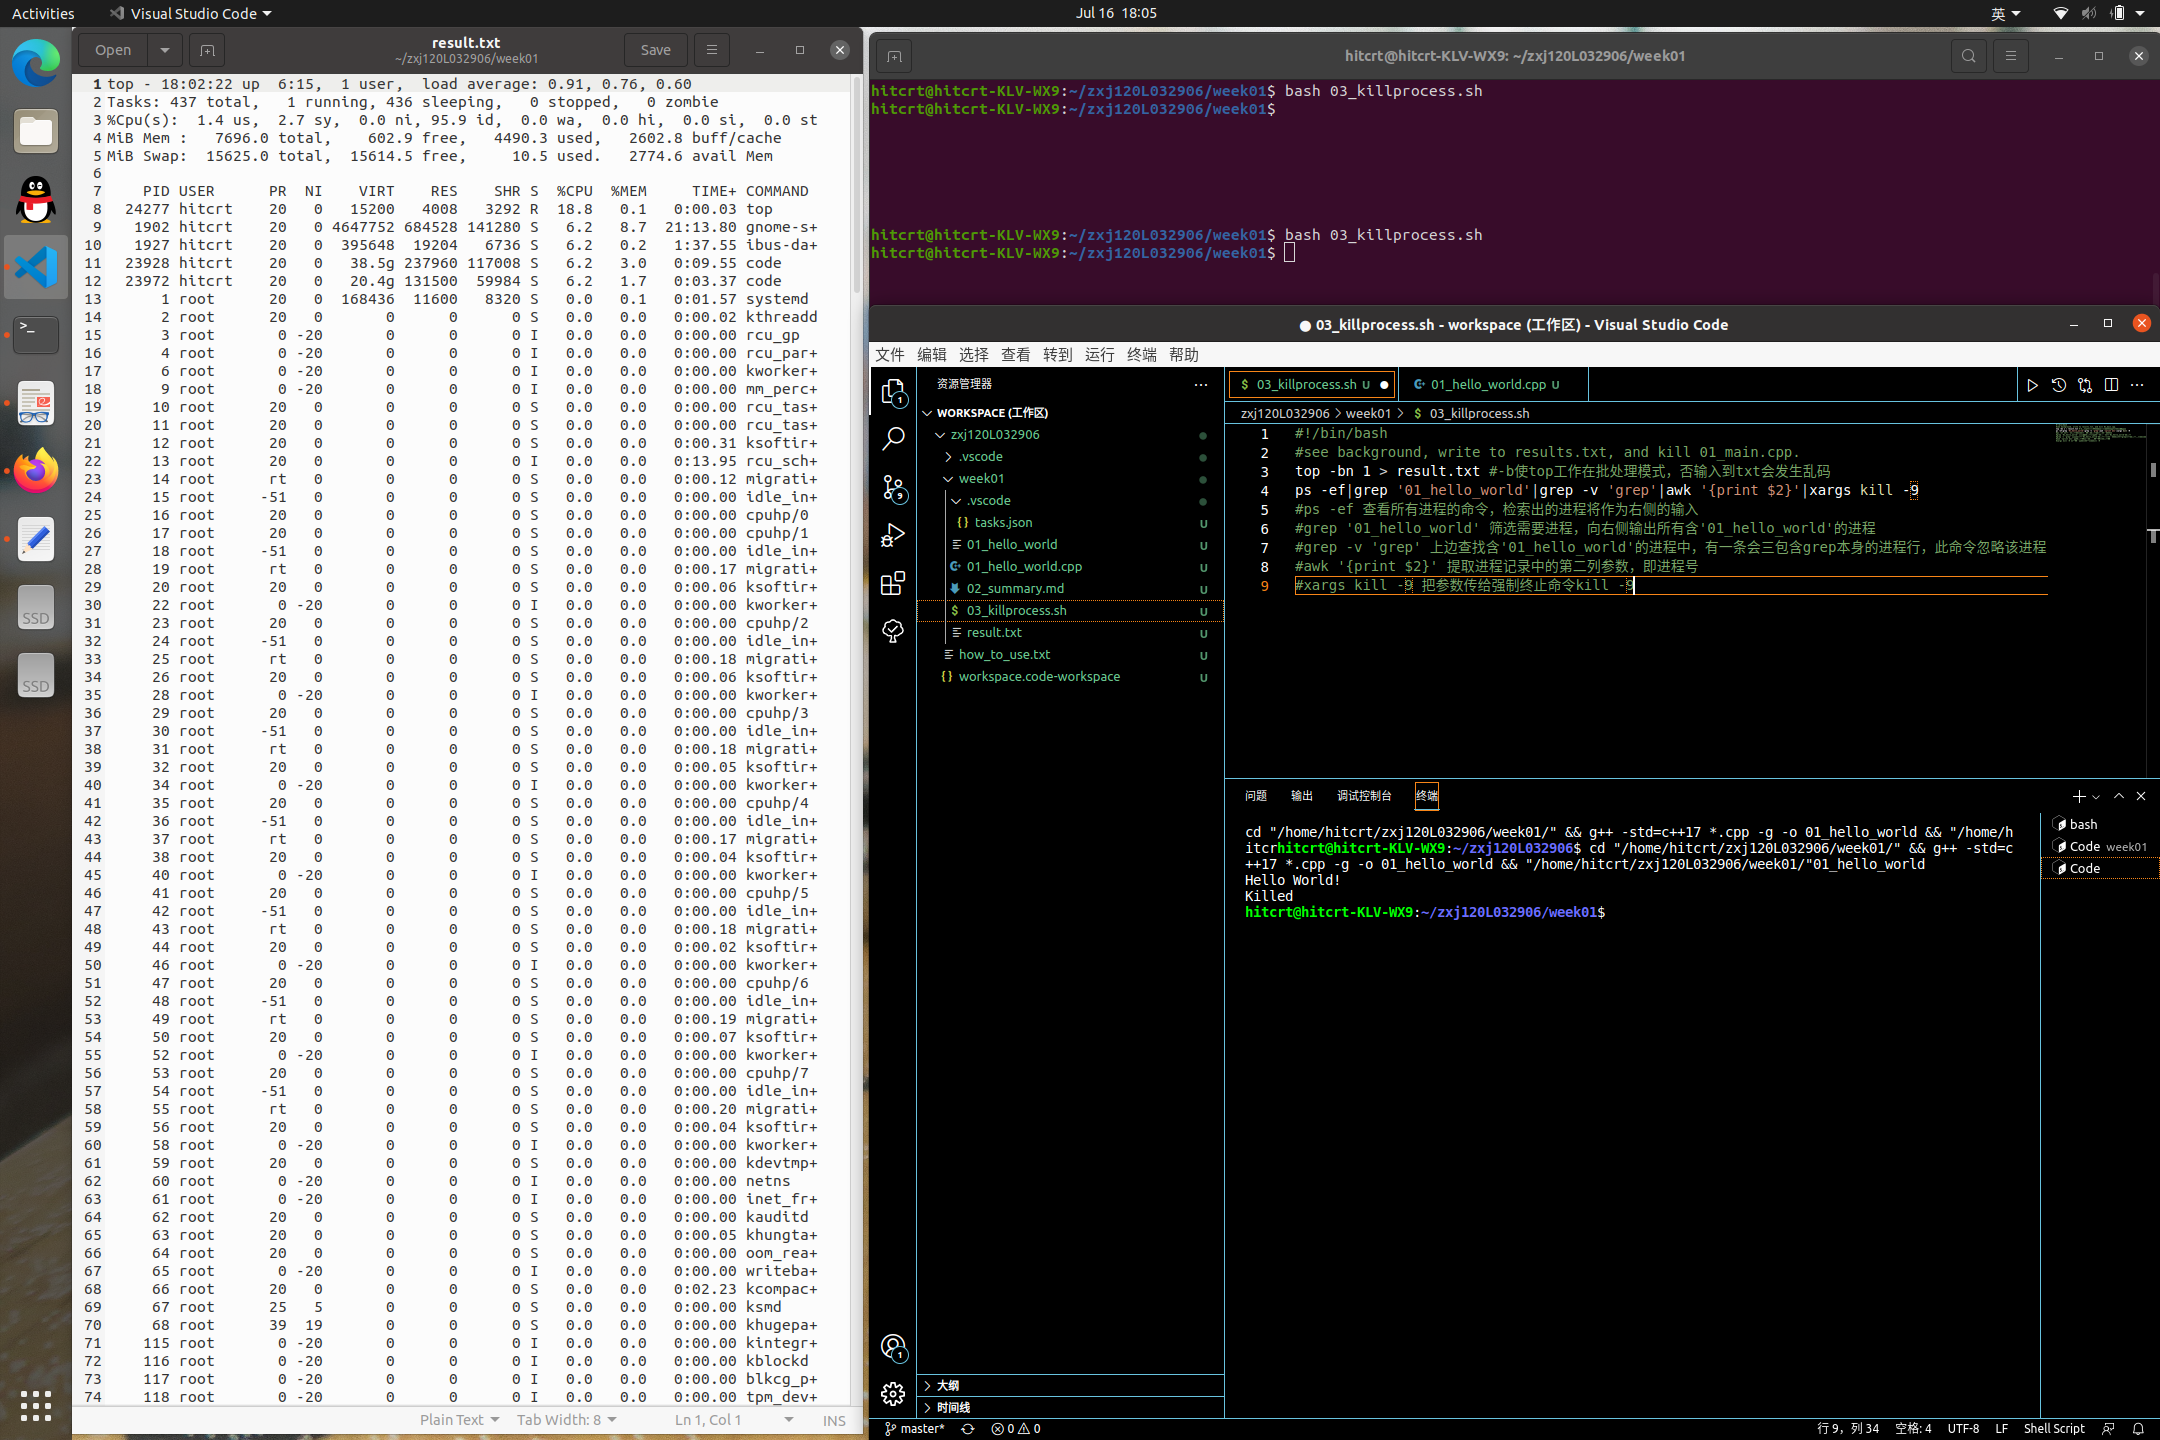 Activities
Visual Studio Code
Jul 16 18:05
英
Open
result.txt
~/zxj120L032906/week01
Save
1 top - 18:02:22 up  6:15,  1 user,  load average: 0.91, 0.76, 0.60
2 Tasks: 437 total,   1 running, 436 sleeping,   0 stopped,   0 zombie
3 %Cpu(s):  1.4 us,  2.7 sy,  0.0 ni, 95.9 id,  0.0 wa,  0.0 hi,  0.0 si,  0.0 st
4 MiB Mem :   7696.0 total,    602.9 free,   4490.3 used,   2602.8 buff/cache
5 MiB Swap:  15625.0 total,  15614.5 free,     10.5 used.   2774.6 avail Mem
6
7 PID USER PR NI VIRT RES SHR S %CPU %MEM TIME+ COMMAND
8 24277 hitcrt 20 0 15200 4008 3292 R 18.8 0.1 0:00.03 top
9 1902 hitcrt 20 0 4647752 684528 141280 S 6.2 8.7 21:13.80 gnome-s+
10 1927 hitcrt 20 0 395648 19204 6736 S 6.2 0.2 1:37.55 ibus-da+
11 23928 hitcrt 20 0 38.5g 237960 117008 S 6.2 3.0 0:09.55 code
12 23972 hitcrt 20 0 20.4g 131500 59984 S 6.2 1.7 0:03.37 code
13 1 root 20 0 168436 11600 8320 S 0.0 0.1 0:01.57 systemd
14 2 root 20 0 0 0 0 S 0.0 0.0 0:00.02 kthreadd
15 3 root 0 -20 0 0 0 I 0.0 0.0 0:00.00 rcu_gp
16 4 root 0 -20 0 0 0 I 0.0 0.0 0:00.00 rcu_par+
17 6 root 0 -20 0 0 0 I 0.0 0.0 0:00.00 kworker+
18 9 root 0 -20 0 0 0 I 0.0 0.0 0:00.00 mm_perc+
19 10 root 20 0 0 0 0 S 0.0 0.0 0:00.00 rcu_tas+
20 11 root 20 0 0 0 0 S 0.0 0.0 0:00.00 rcu_tas+
21 12 root 20 0 0 0 0 S 0.0 0.0 0:00.31 ksoftir+
22 13 root 20 0 0 0 0 I 0.0 0.0 0:13.95 rcu_sch+
23 14 root rt 0 0 0 0 S 0.0 0.0 0:00.12 migrati+
24 15 root -51 0 0 0 0 S 0.0 0.0 0:00.00 idle_in+
25 16 root 20 0 0 0 0 S 0.0 0.0 0:00.00 cpuhp/0
26 17 root 20 0 0 0 0 S 0.0 0.0 0:00.00 cpuhp/1
27 18 root -51 0 0 0 0 S 0.0 0.0 0:00.00 idle_in+
28 19 root rt 0 0 0 0 S 0.0 0.0 0:00.17 migrati+
29 20 root 20 0 0 0 0 S 0.0 0.0 0:00.06 ksoftir+
30 22 root 0 -20 0 0 0 I 0.0 0.0 0:00.00 kworker+
31 23 root 20 0 0 0 0 S 0.0 0.0 0:00.00 cpuhp/2
32 24 root -51 0 0 0 0 S 0.0 0.0 0:00.00 idle_in+
33 25 root rt 0 0 0 0 S 0.0 0.0 0:00.18 migrati+
34 26 root 20 0 0 0 0 S 0.0 0.0 0:00.06 ksoftir+
35 28 root 0 -20 0 0 0 I 0.0 0.0 0:00.00 kworker+
36 29 root 20 0 0 0 0 S 0.0 0.0 0:00.00 cpuhp/3
37 30 root -51 0 0 0 0 S 0.0 0.0 0:00.00 idle_in+
38 31 root rt 0 0 0 0 S 0.0 0.0 0:00.18 migrati+
39 32 root 20 0 0 0 0 S 0.0 0.0 0:00.05 ksoftir+
40 34 root 0 -20 0 0 0 I 0.0 0.0 0:00.00 kworker+
41 35 root 20 0 0 0 0 S 0.0 0.0 0:00.00 cpuhp/4
42 36 root -51 0 0 0 0 S 0.0 0.0 0:00.00 idle_in+
43 37 root rt 0 0 0 0 S 0.0 0.0 0:00.17 migrati+
44 38 root 20 0 0 0 0 S 0.0 0.0 0:00.04 ksoftir+
45 40 root 0 -20 0 0 0 I 0.0 0.0 0:00.00 kworker+
46 41 root 20 0 0 0 0 S 0.0 0.0 0:00.00 cpuhp/5
47 42 root -51 0 0 0 0 S 0.0 0.0 0:00.00 idle_in+
48 43 root rt 0 0 0 0 S 0.0 0.0 0:00.18 migrati+
49 44 root 20 0 0 0 0 S 0.0 0.0 0:00.02 ksoftir+
50 46 root 0 -20 0 0 0 I 0.0 0.0 0:00.00 kworker+
51 47 root 20 0 0 0 0 S 0.0 0.0 0:00.00 cpuhp/6
52 48 root -51 0 0 0 0 S 0.0 0.0 0:00.00 idle_in+
53 49 root rt 0 0 0 0 S 0.0 0.0 0:00.19 migrati+
54 50 root 20 0 0 0 0 S 0.0 0.0 0:00.07 ksoftir+
55 52 root 0 -20 0 0 0 I 0.0 0.0 0:00.00 kworker+
56 53 root 20 0 0 0 0 S 0.0 0.0 0:00.00 cpuhp/7
57 54 root -51 0 0 0 0 S 0.0 0.0 0:00.00 idle_in+
58 55 root rt 0 0 0 0 S 0.0 0.0 0:00.20 migrati+
59 56 root 20 0 0 0 0 S 0.0 0.0 0:00.04 ksoftir+
60 58 root 0 -20 0 0 0 I 0.0 0.0 0:00.00 kworker+
61 59 root 20 0 0 0 0 S 0.0 0.0 0:00.00 kdevtmp+
62 60 root 0 -20 0 0 0 I 0.0 0.0 0:00.00 netns
63 61 root 0 -20 0 0 0 I 0.0 0.0 0:00.00 inet_fr+
64 62 root 20 0 0 0 0 S 0.0 0.0 0:00.00 kauditd
65 63 root 20 0 0 0 0 S 0.0 0.0 0:00.05 khungta+
66 64 root 20 0 0 0 0 S 0.0 0.0 0:00.00 oom_rea+
67 65 root 0 -20 0 0 0 I 0.0 0.0 0:00.00 writeba+
68 66 root 20 0 0 0 0 S 0.0 0.0 0:02.23 kcompac+
69 67 root 25 5 0 0 0 S 0.0 0.0 0:00.00 ksmd
70 68 root 39 19 0 0 0 S 0.0 0.0 0:00.00 khugepa+
71 115 root 0 -20 0 0 0 I 0.0 0.0 0:00.00 kintegr+
72 116 root 0 -20 0 0 0 I 0.0 0.0 0:00.00 kblockd
73 117 root 0 -20 0 0 0 I 0.0 0.0 0:00.00 blkcg_p+
74 118 root 0 -20 0 0 0 I 0.0 0.0 0:00.00 tpm_dev+
Plain Text Tab Width: 8 Ln 1, Col 1 INS
SSD
SSD
hitcrt@hitcrt-KLV-WX9: ~/zxj120L032906/week01
hitcrt@hitcrt-KLV-WX9:~/zxj120L032906/week01$ bash 03_killprocess.sh
hitcrt@hitcrt-KLV-WX9:~/zxj120L032906/week01$
hitcrt@hitcrt-KLV-WX9:~/zxj120L032906/week01$ bash 03_killprocess.sh
hitcrt@hitcrt-KLV-WX9:~/zxj120L032906/week01$
● 03_killprocess.sh - workspace (工作区) - Visual Studio Code
文件 编辑 选择 查看 转到 运行 终端 帮助
资源管理器
WORKSPACE (工作区)
zxj120L032906
.vscode
week01
.vscode
{} tasks.json U
01_hello_world U
01_hello_world.cpp U
02_summary.md U
$ 03_killprocess.sh U
result.txt U
how_to_use.txt U
{} workspace.code-workspace U
1
9
1
大纲
时间线
$ 03_killprocess.sh U ●
01_hello_world.cpp U
zxj120L032906 > week01 > $ 03_killprocess.sh
1 #!/bin/bash
2 #see background, write to results.txt, and kill 01_main.cpp.
3 top -bn 1 > result.txt #-b使top工作在批处理模式，否输入到txt会发生乱码
4 ps -ef|grep '01_hello_world'|grep -v 'grep'|awk '{print $2}'|xargs kill -9
5 #ps -ef 查看所有进程的命令，检索出的进程将作为右侧的输入
6 #grep '01_hello_world' 筛选需要进程，向右侧输出所有含'01_hello_world'的进程
7 #grep -v 'grep' 上边查找含'01_hello_world'的进程中，有一条会三包含grep本身的进程行，此命令忽略该进程
8 #awk '{print $2}' 提取进程记录中的第二列参数，即进程号
9 #xargs kill -9 把参数传给强制终止命令kill -9
问题 输出 调试控制台 终端
cd "/home/hitcrt/zxj120L032906/week01/" && g++ -std=c++17 *.cpp -g -o 01_hello_world && "/home/h
itcrhitcrt@hitcrt-KLV-WX9:~/zxj120L032906$ cd "/home/hitcrt/zxj120L032906/week01/" && g++ -std=c
++17 *.cpp -g -o 01_hello_world && "/home/hitcrt/zxj120L032906/week01/"01_hello_world
Hello World!
Killed
hitcrt@hitcrt-KLV-WX9:~/zxj120L032906/week01$
bash
Code week01
Code
master* 0 0
行 9，列 34 空格: 4 UTF-8 LF Shell Script